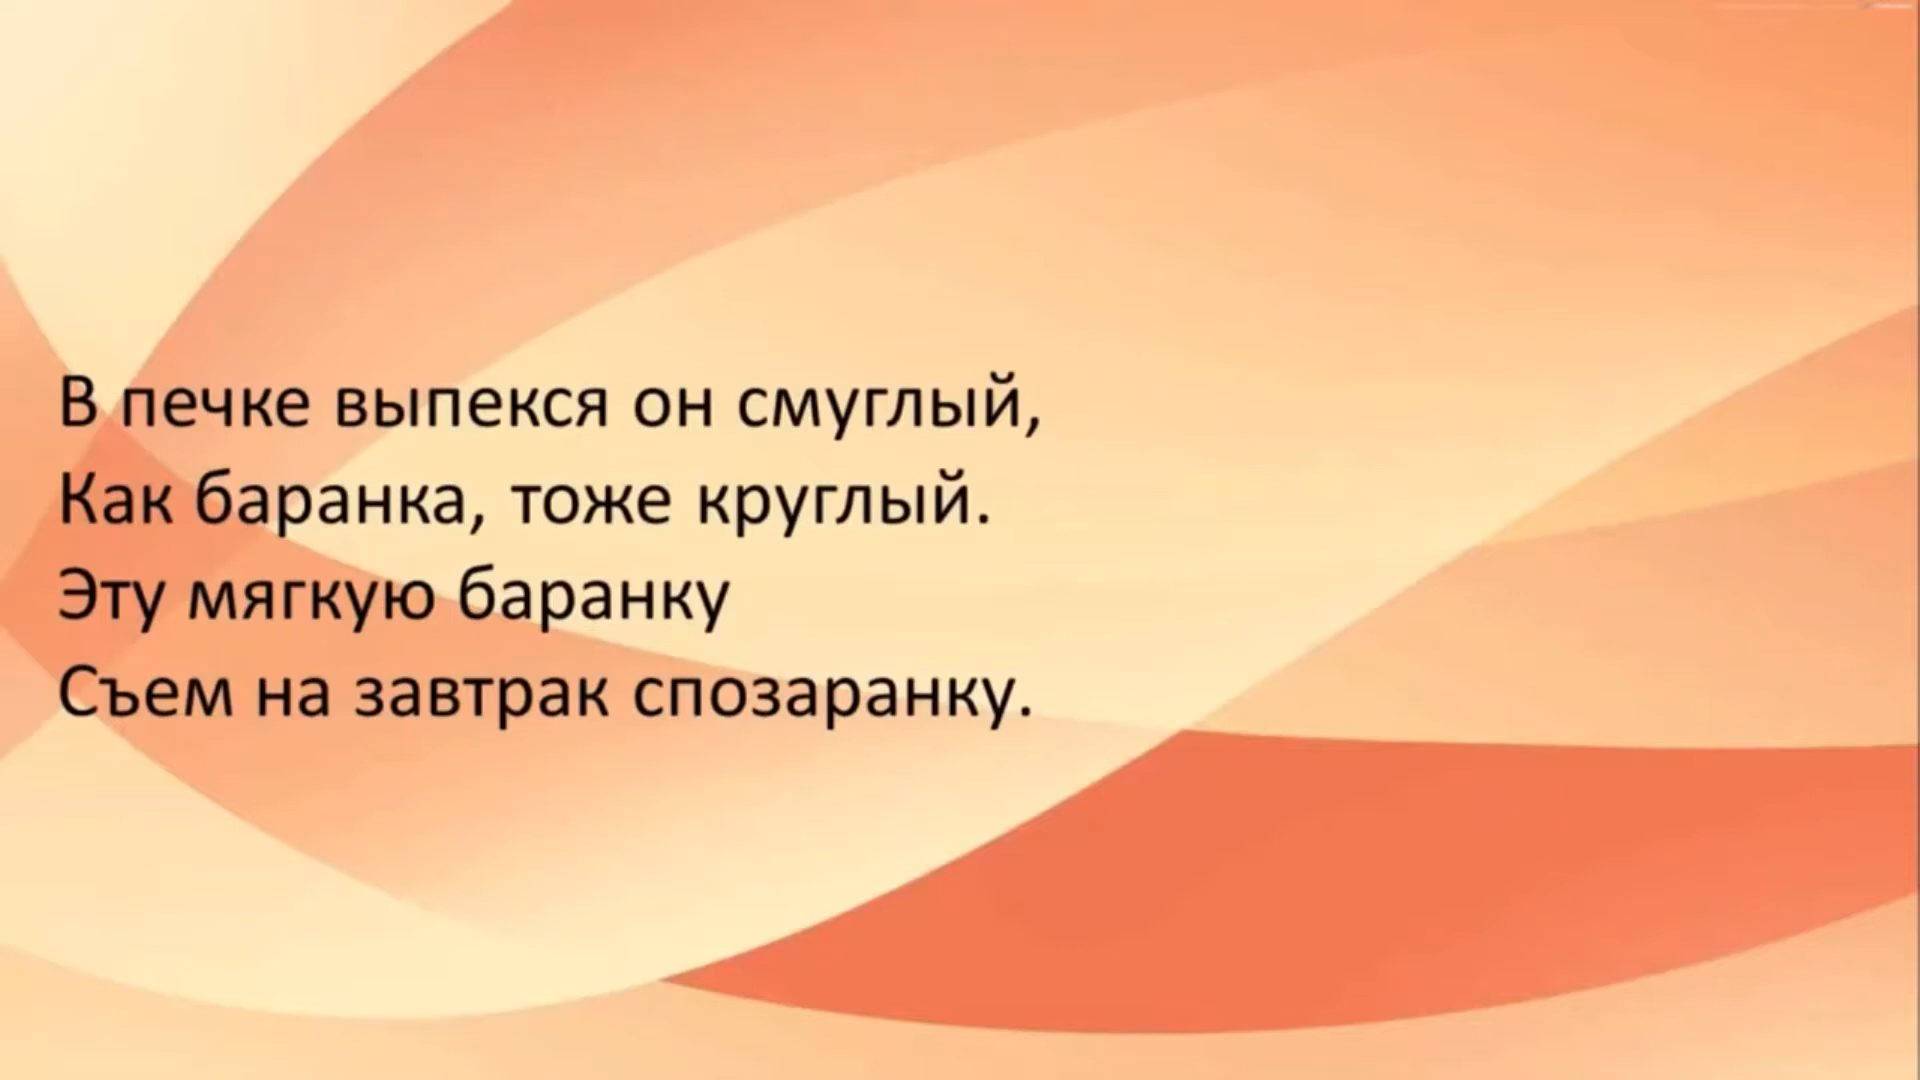 В печке выпекся он смуглый,
Как баранка, тоже круглый.
Эту мягкую баранку
Съем на завтрак спозаранку.